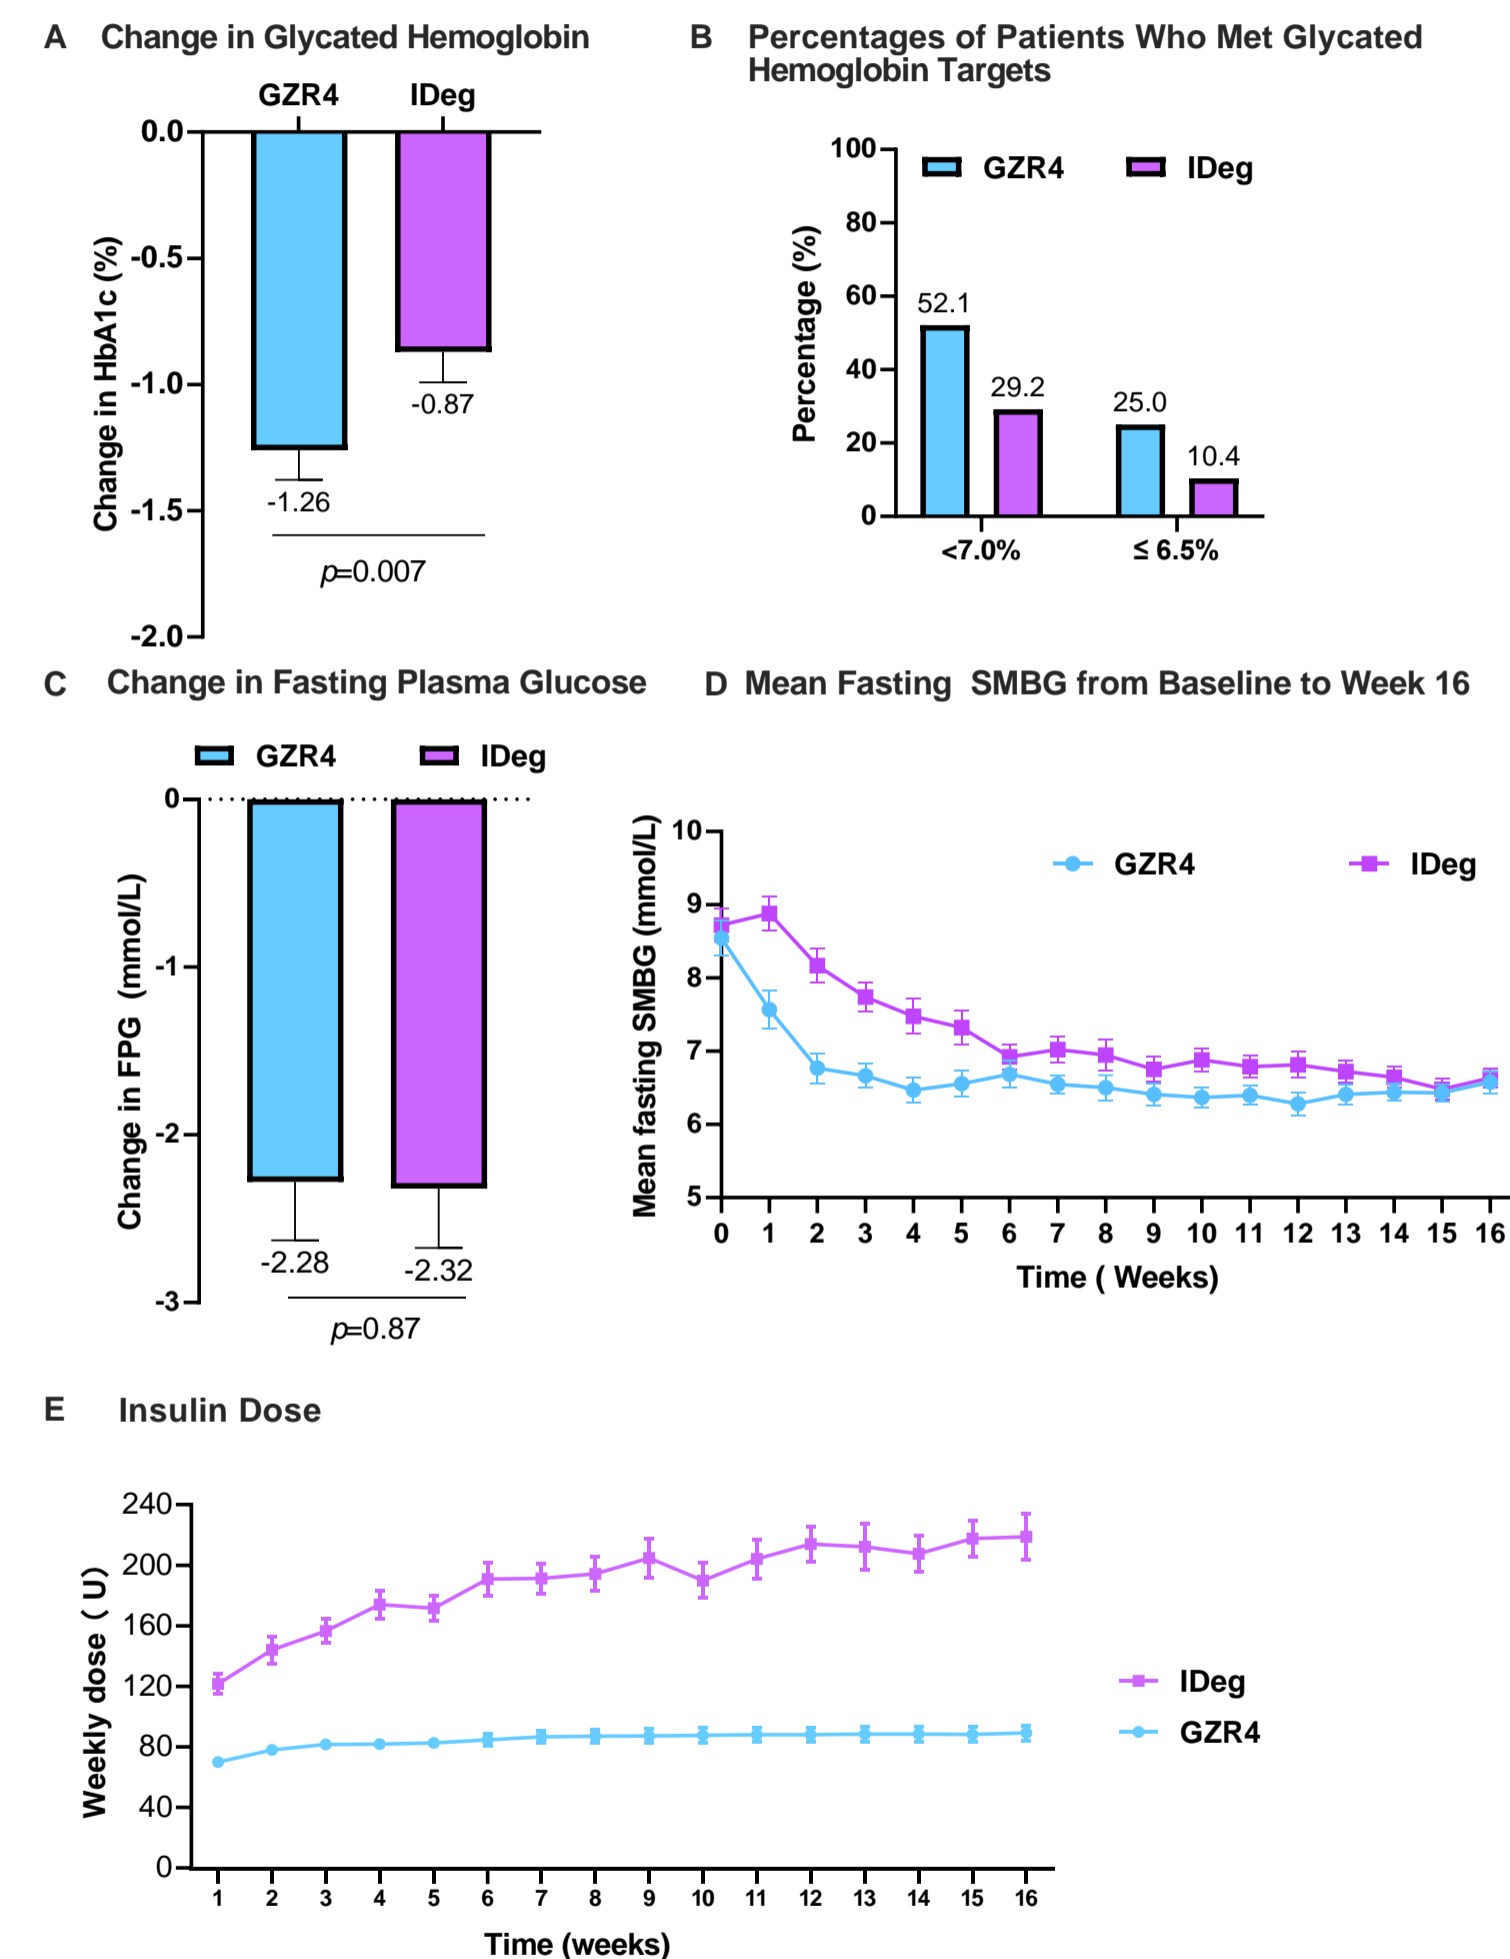 A Change in Glycated Hemoglobin
GZR4 IDeg
0.0
-0.5
-1.0
-1.5
-2.0
Change in HbA1c (%)
-0.87
-1.26
p=0.007
B Percentages of Patients Who Met Glycated
Hemoglobin Targets
GZR4 IDeg
100
80
60
40
20
0
Percentage (%)
52.1
29.2
25.0
10.4
<7.0% ≤ 6.5%
C Change in Fasting Plasma Glucose
GZR4 IDeg
0
-1
-2
-3
Change in FPG (mmol/L)
-2.28 -2.32
p=0.87
D Mean Fasting SMBG from Baseline to Week 16
GZR4 IDeg
10
9
8
7
6
5
Mean fasting SMBG (mmol/L)
0 1 2 3 4 5 6 7 8 9 10 11 12 13 14 15 16
Time ( Weeks)
E Insulin Dose
240
200
160
120
80
40
0
Weekly dose ( U)
IDeg
GZR4
1 2 3 4 5 6 7 8 9 10 11 12 13 14 15 16
Time (weeks)